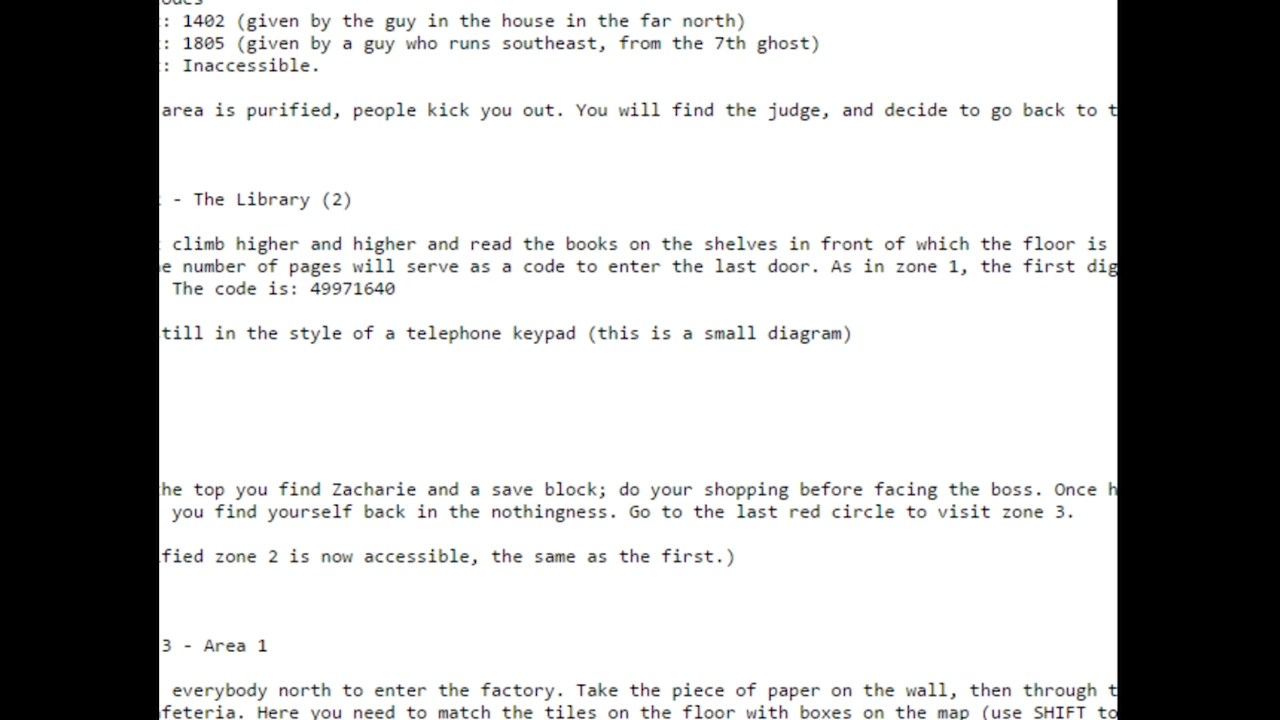 : 1402 (given by the guy in the house in the far north)
: 1805 (given by a guy who runs southeast, from the 7th ghost)
: Inaccessible.
area is purified, people kick you out. You will find the judge, and decide to go back to t
- The Library (2)
climb higher and higher and read the books on the shelves in front of which the floor is
e number of pages will serve as a code to enter the last door. As in zone 1, the first dig
The code is: 49971640
till in the style of a telephone keypad (this is a small diagram)
he top you find Zacharie and a save block; do your shopping before facing the boss. Once h
you find yourself back in the nothingness. Go to the last red circle to visit zone 3.
fied zone 2 is now accessible, the same as the first.)
3 - Area 1
everybody north to enter the factory. Take the piece of paper on the wall, then through t
feteria. Here you need to match the tiles on the floor with boxes on the map (use SHIFT to